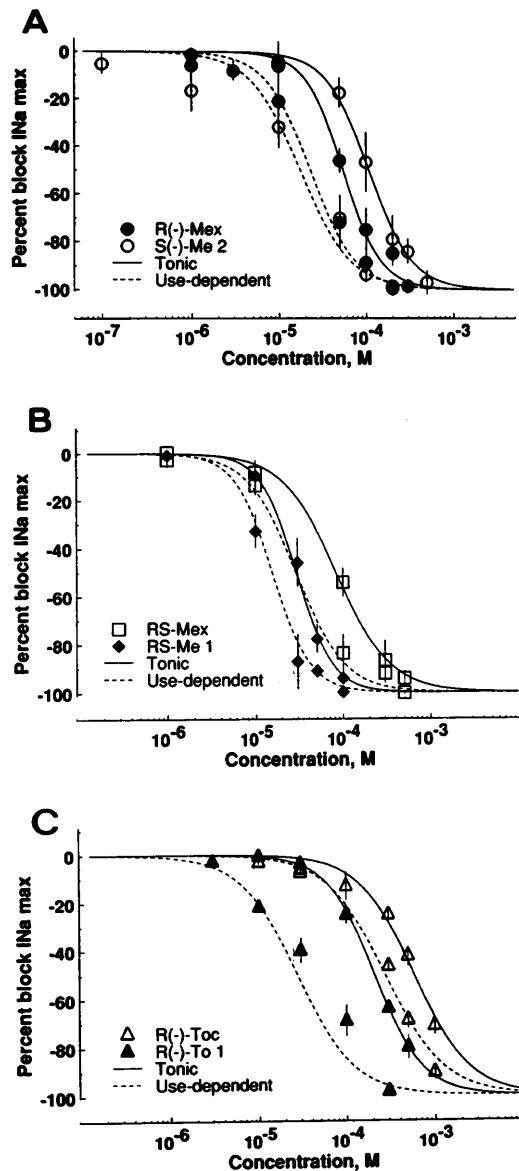 A
Percent block INa max
0
-20
-40
-60
-80
-100
R(-)-Mex
S(-)-Me 2
Tonic
Use-dependent
10-7
10-6
10-5
10-4
10-3
Concentration, M
B
Percent block INa max
0
-20
-40
-60
-80
-100
RS-Mex
RS-Me 1
Tonic
Use-dependent
10-6
10-5
10-4
10-3
Concentration, M
C
Percent block INa max
0
-20
-40
-60
-80
-100
R(-)-Toc
R(-)-To 1
Tonic
Use-dependent
10-6
10-5
10-4
10-3
Concentration, M